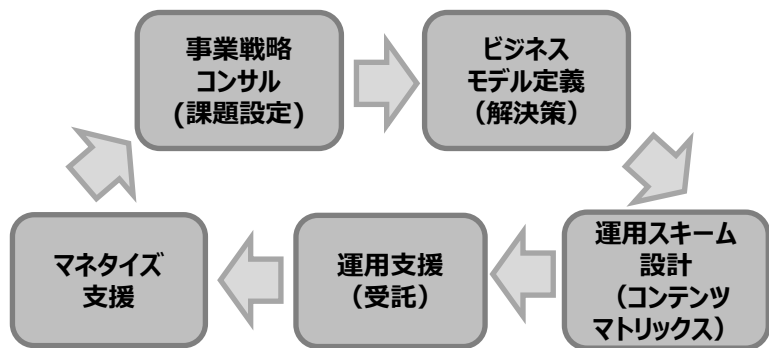 事業戦略
コンサル
(課題設定)
ビジネス
モデル定義
（解決策）
運用スキーム
設計
（コンテンツ
マトリックス）
運用支援
（受託）
マネタイズ
支援